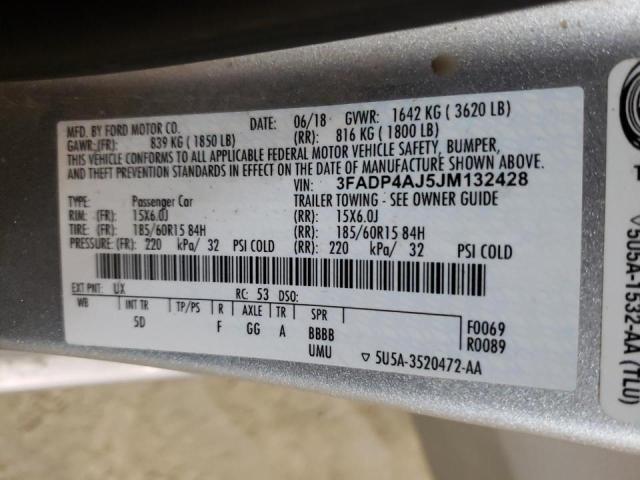 MFD. BY FORD MOTOR CO.
DATE: 06/18 GVWR: 1642 KG ( 3620 LB)
GAWR:(FR): 839 KG ( 1850 LB) (RR): 816 KG ( 1800 LB)
THIS VEHICLE CONFORMS TO ALL APPLICABLE FEDERAL MOTOR VEHICLE SAFETY, BUMPER,
AND THEFT PREVENTION STANDARDS IN EFFECT ON THE DATE OF MANUFACTURE SHOWN ABOVE.
VIN: 3FADP4AJ5JM132428
TYPE: Passenger Car TRAILER TOWING - SEE OWNER GUIDE
RIM: (FR): 15X6.0J (RR): 15X6.0J
TIRE: (FR): 185/60R15 84H (RR): 185/60R15 84H
PRESSURE: (FR): 220 kPa/ 32 PSI COLD (RR): 220 kPa/ 32 PSI COLD
EXT PNT: UX RC: 53 DSO:
WB INT TR TP/PS R AXLE TR SPR
5D F GG A BBBB
UMU
F0069
R0089
▽ 5U5A-3520472-AA
▽5U5A-1532-AA (TLU)